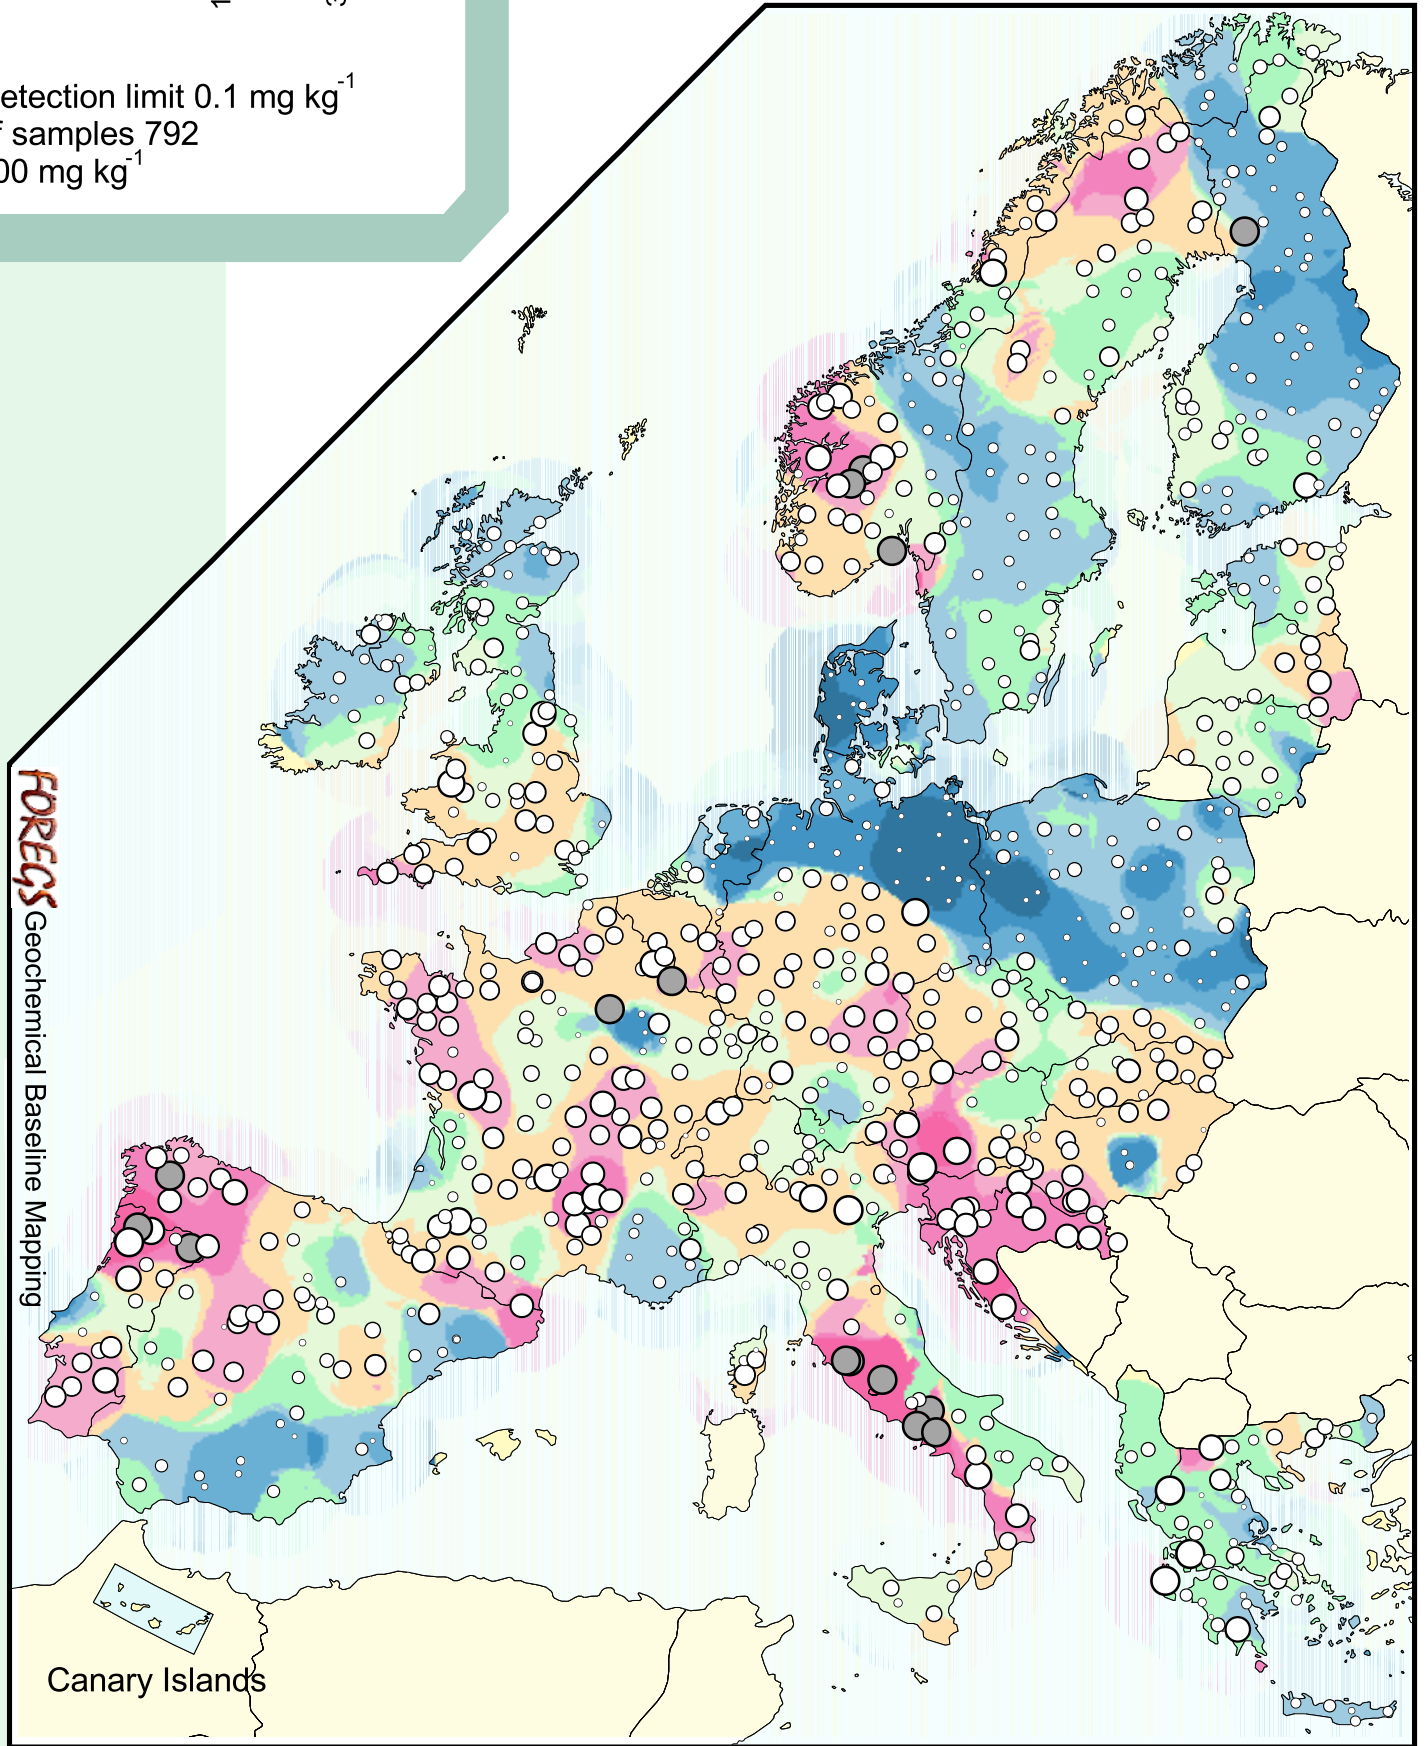 etection limit 0.1 mg kg-1
samples 792
00 mg kg-1
FOREGS Geochemical Baseline Mapping
Canary Islands